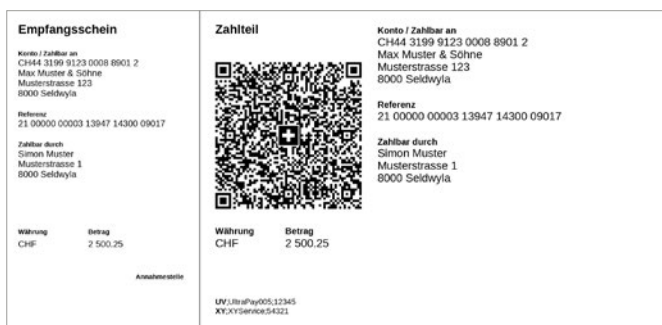 Empfangsschein
Konto / Zahlbar an
CH44 3199 9123 0008 8901 2
Max Muster & Söhne
Musterstrasse 123
8000 Seldwyla
Referenz
21 00000 00003 13947 14300 09017
Zahlbar durch
Simon Muster
Musterstrasse 1
8000 Seldwyla
Währung Betrag
CHF 2 500.25
Annahmestelle
Zahlteil
Währung Betrag
CHF 2 500.25
UV;UltraPay005;12345
XY;XYService;54321
Konto / Zahlbar an
CH44 3199 9123 0008 8901 2
Max Muster & Söhne
Musterstrasse 123
8000 Seldwyla
Referenz
21 00000 00003 13947 14300 09017
Zahlbar durch
Simon Muster
Musterstrasse 1
8000 Seldwyla